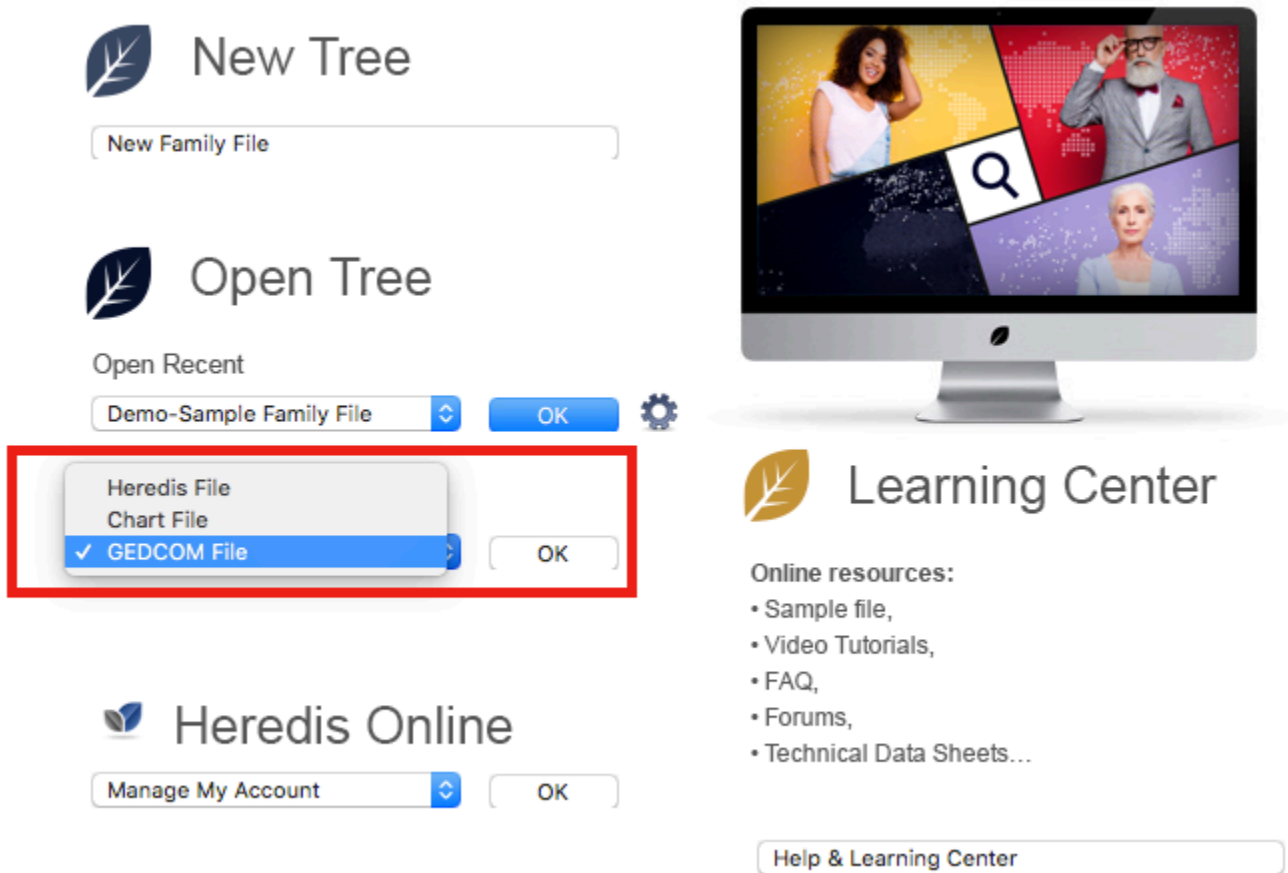 New Tree
New Family File
Open Tree
Open Recent
Demo-Sample Family File OK
Heredis File
Chart File
✓ GEDCOM File OK
Heredis Online
Manage My Account OK
Learning Center
Online resources:
• Sample file,
• Video Tutorials,
• FAQ,
• Forums,
• Technical Data Sheets...
Help & Learning Center